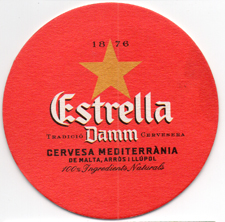 1876
Estrella
TRADICIÓ Damm CERVESERA
CERVESA MEDITERRÀNIA
DE MALTA, ARRÒS I LLÚPOL
100% Ingredients Naturals